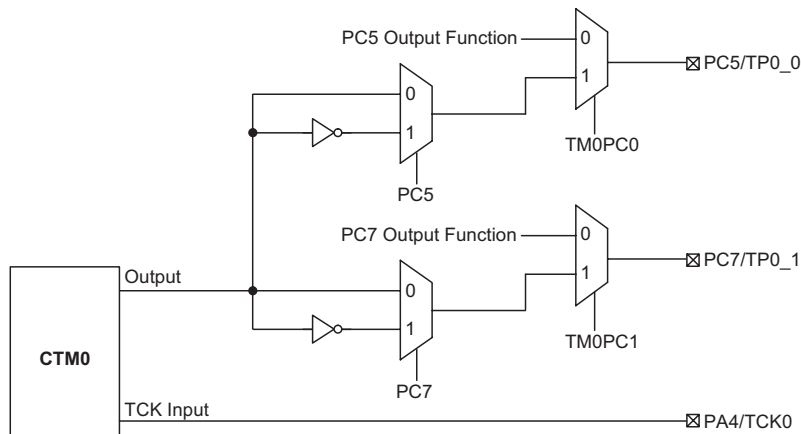 PC5 Output Function
0
1
PC5/TP0_0
0
1
TM0PC0
PC5
PC7 Output Function
0
1
PC7/TP0_1
Output
0
1
TM0PC1
CTM0
PC7
TCK Input
PA4/TCK0